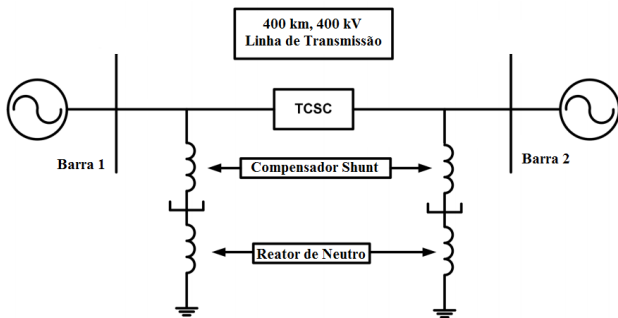 400 km, 400 kV
Linha de Transmissão
TCSC
Barra 1
Compensador Shunt
Barra 2
Reator de Neutro